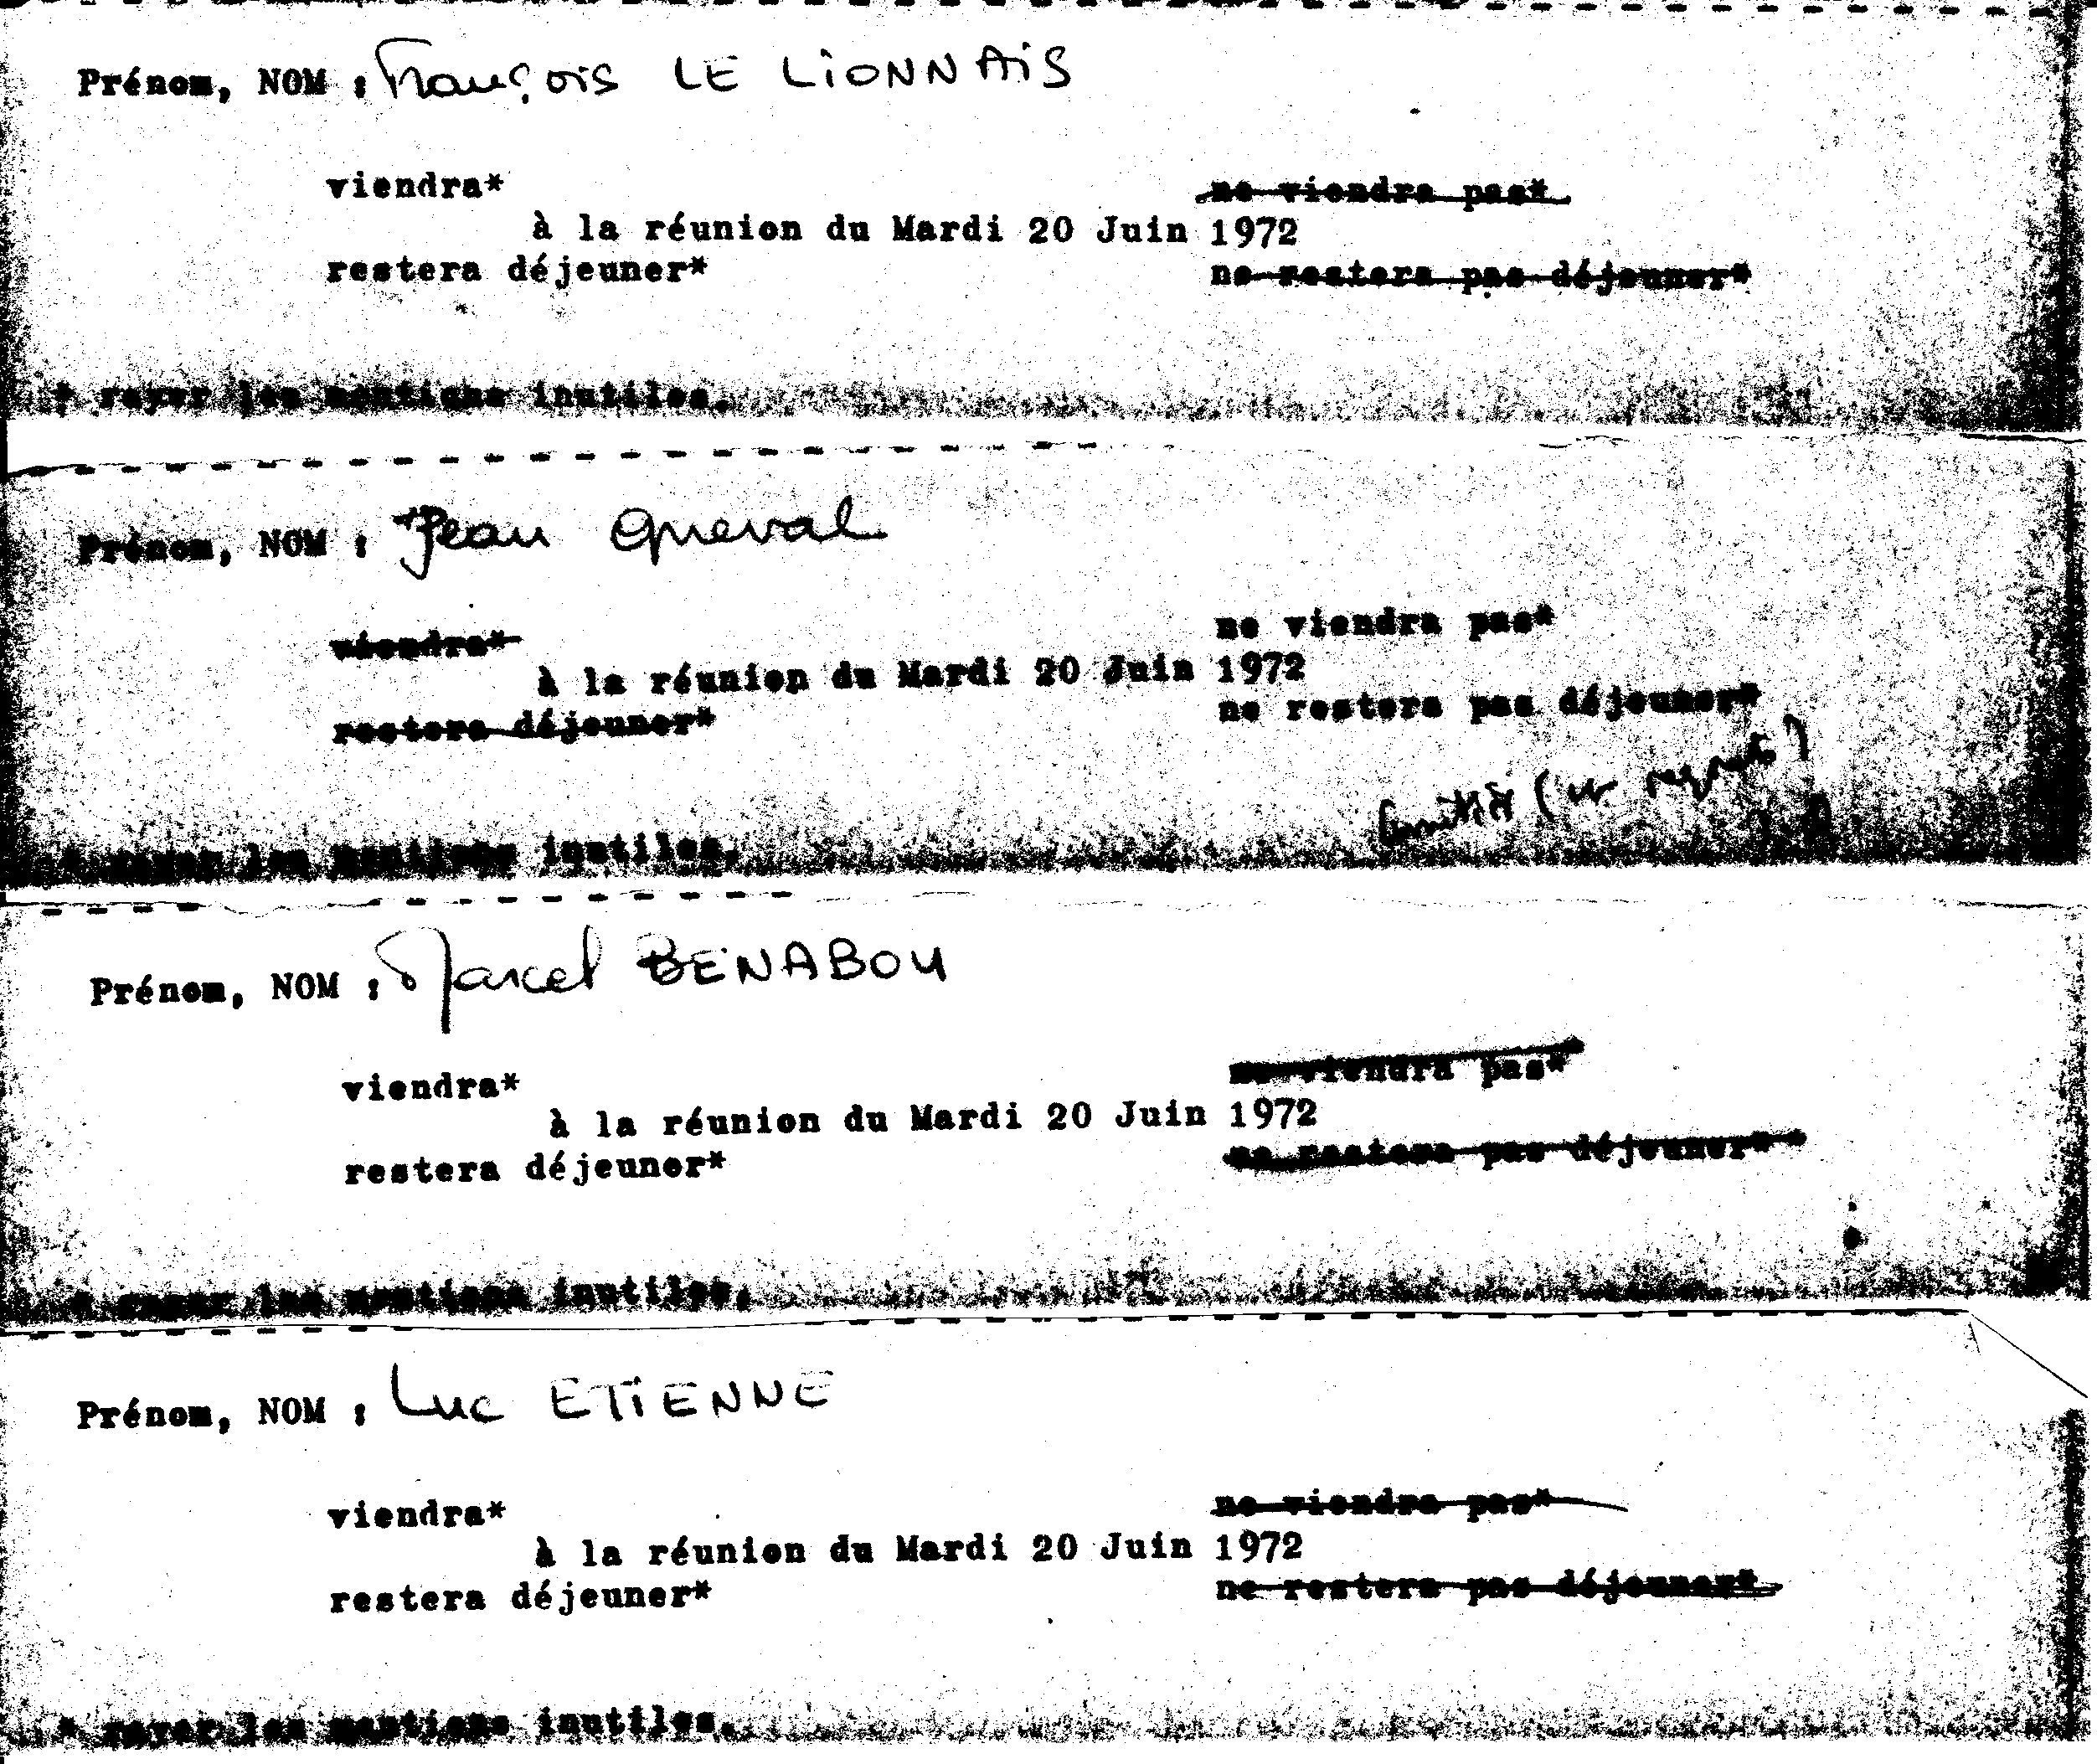 Prénom, NOM : François LE LIONNAIS
viendra* ne viendra pas*
à la réunion du Mardi 20 Juin 1972
restera déjeuner* ne restera pas déjeuner*
* rayer les mentions inutiles.
Prénom, NOM : Jean Queval
viendra* ne viendra pas*
à la réunion du Mardi 20 Juin 1972
restera déjeuner* ne restera pas déjeuner*
Amitiés (et regrets)
* rayer les mentions inutiles.
Prénom, NOM : Marcel BENABOU
viendra* ne viendra pas*
à la réunion du Mardi 20 Juin 1972
restera déjeuner* ne restera pas déjeuner*
* rayer les mentions inutiles.
Prénom, NOM : Luc ETIENNE
viendra* ne viendra pas*
à la réunion du Mardi 20 Juin 1972
restera déjeuner* ne restera pas déjeuner*
* rayer les mentions inutiles.